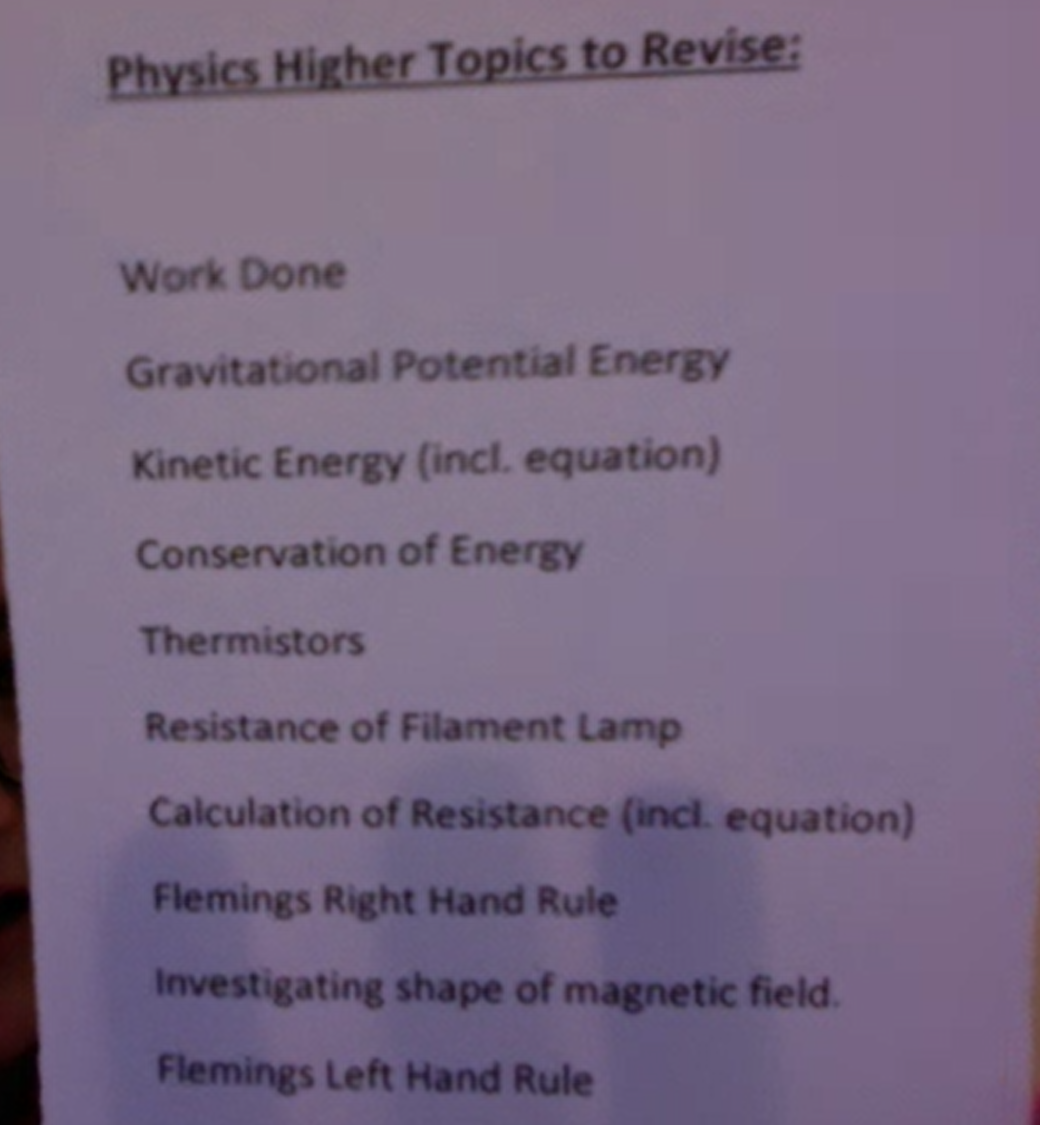 Physics Higher Topics to Revise:
Work Done
Gravitational Potential Energy
Kinetic Energy (incl. equation)
Conservation of Energy
Thermistors
Resistance of Filament Lamp
Calculation of Resistance (incl. equation)
Flemings Right Hand Rule
Investigating shape of magnetic field.
Flemings Left Hand Rule